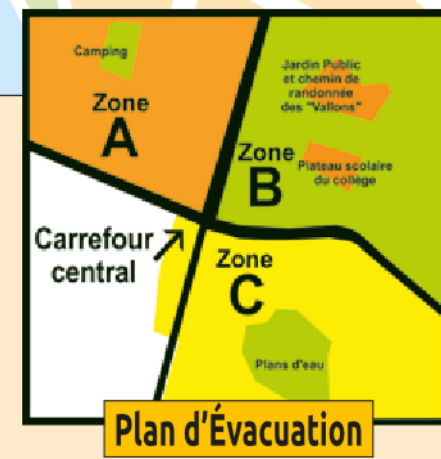 Camping
Zone
A
Jardin Public
et chemin de
randonnée
des "Vallons"
Zone
B
Plateau scolaire
du collège
Carrefour
central
Zone
C
Plans d'eau
Plan d'Évacuation